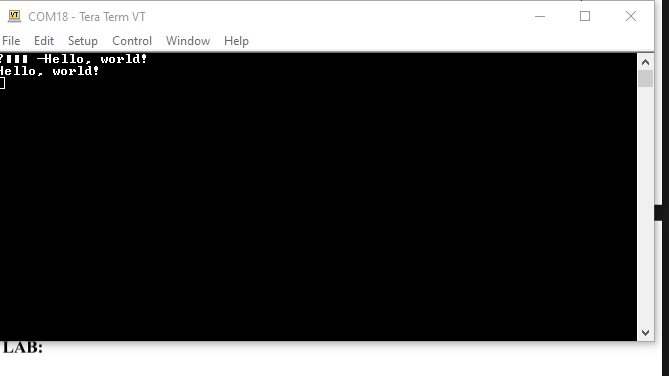 COM18 - Tera Term VT
File Edit Setup Control Window Help
?▮▮▮ —Hello, world!
Hello, world!
LAB: